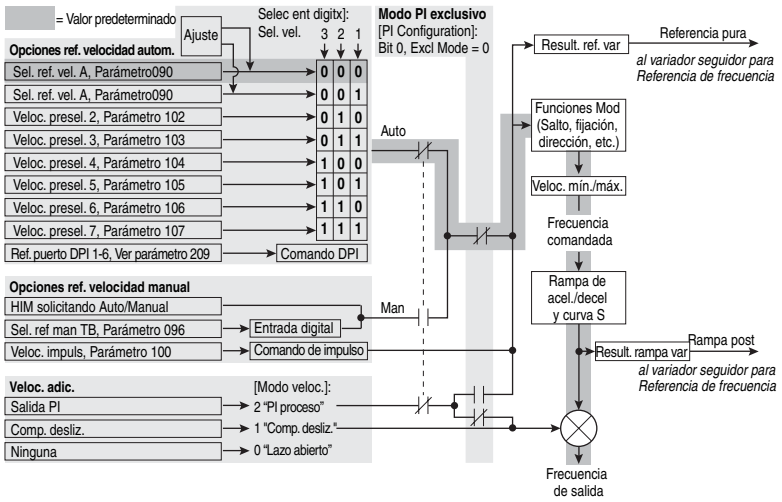 = Valor predeterminado
Ajuste
Selec ent digitx]:
Sel. vel.
3 2 1
Modo PI exclusivo
[PI Configuration]:
Bit 0, Excl Mode = 0
Opciones ref. velocidad autom.
Sel. ref. vel. A, Parámetro090
0 0 0
Sel. ref. vel. A, Parámetro090
0 0 1
Veloc. presel. 2, Parámetro 102
0 1 0
Veloc. presel. 3, Parámetro 103
0 1 1
Veloc. presel. 4, Parámetro 104
1 0 0
Veloc. presel. 5, Parámetro 105
1 0 1
Veloc. presel. 6, Parámetro 106
1 1 0
Veloc. presel. 7, Parámetro 107
1 1 1
Ref. puerto DPI 1-6, Ver parámetro 209
Comando DPI
Auto
Opciones ref. velocidad manual
HIM solicitando Auto/Manual
Sel. ref man TB, Parámetro 096
Entrada digital
Veloc. impuls, Parámetro 100
Comando de impulso
Man
Veloc. adic.
[Modo veloc.]:
Salida PI
2 “PI proceso”
Comp. desliz.
1 "Comp. desliz."
Ninguna
0 “Lazo abierto”
Result. ref. var
Referencia pura
al variador seguidor para
Referencia de frecuencia
Funciones Mod
(Salto, fijación,
dirección, etc.)
Veloc. mín./máx.
Frecuencia
comandada
Rampa de
acel./decel
y curva S
Result. rampa var
Rampa post
al variador seguidor para
Referencia de frecuencia
Frecuencia
de salida